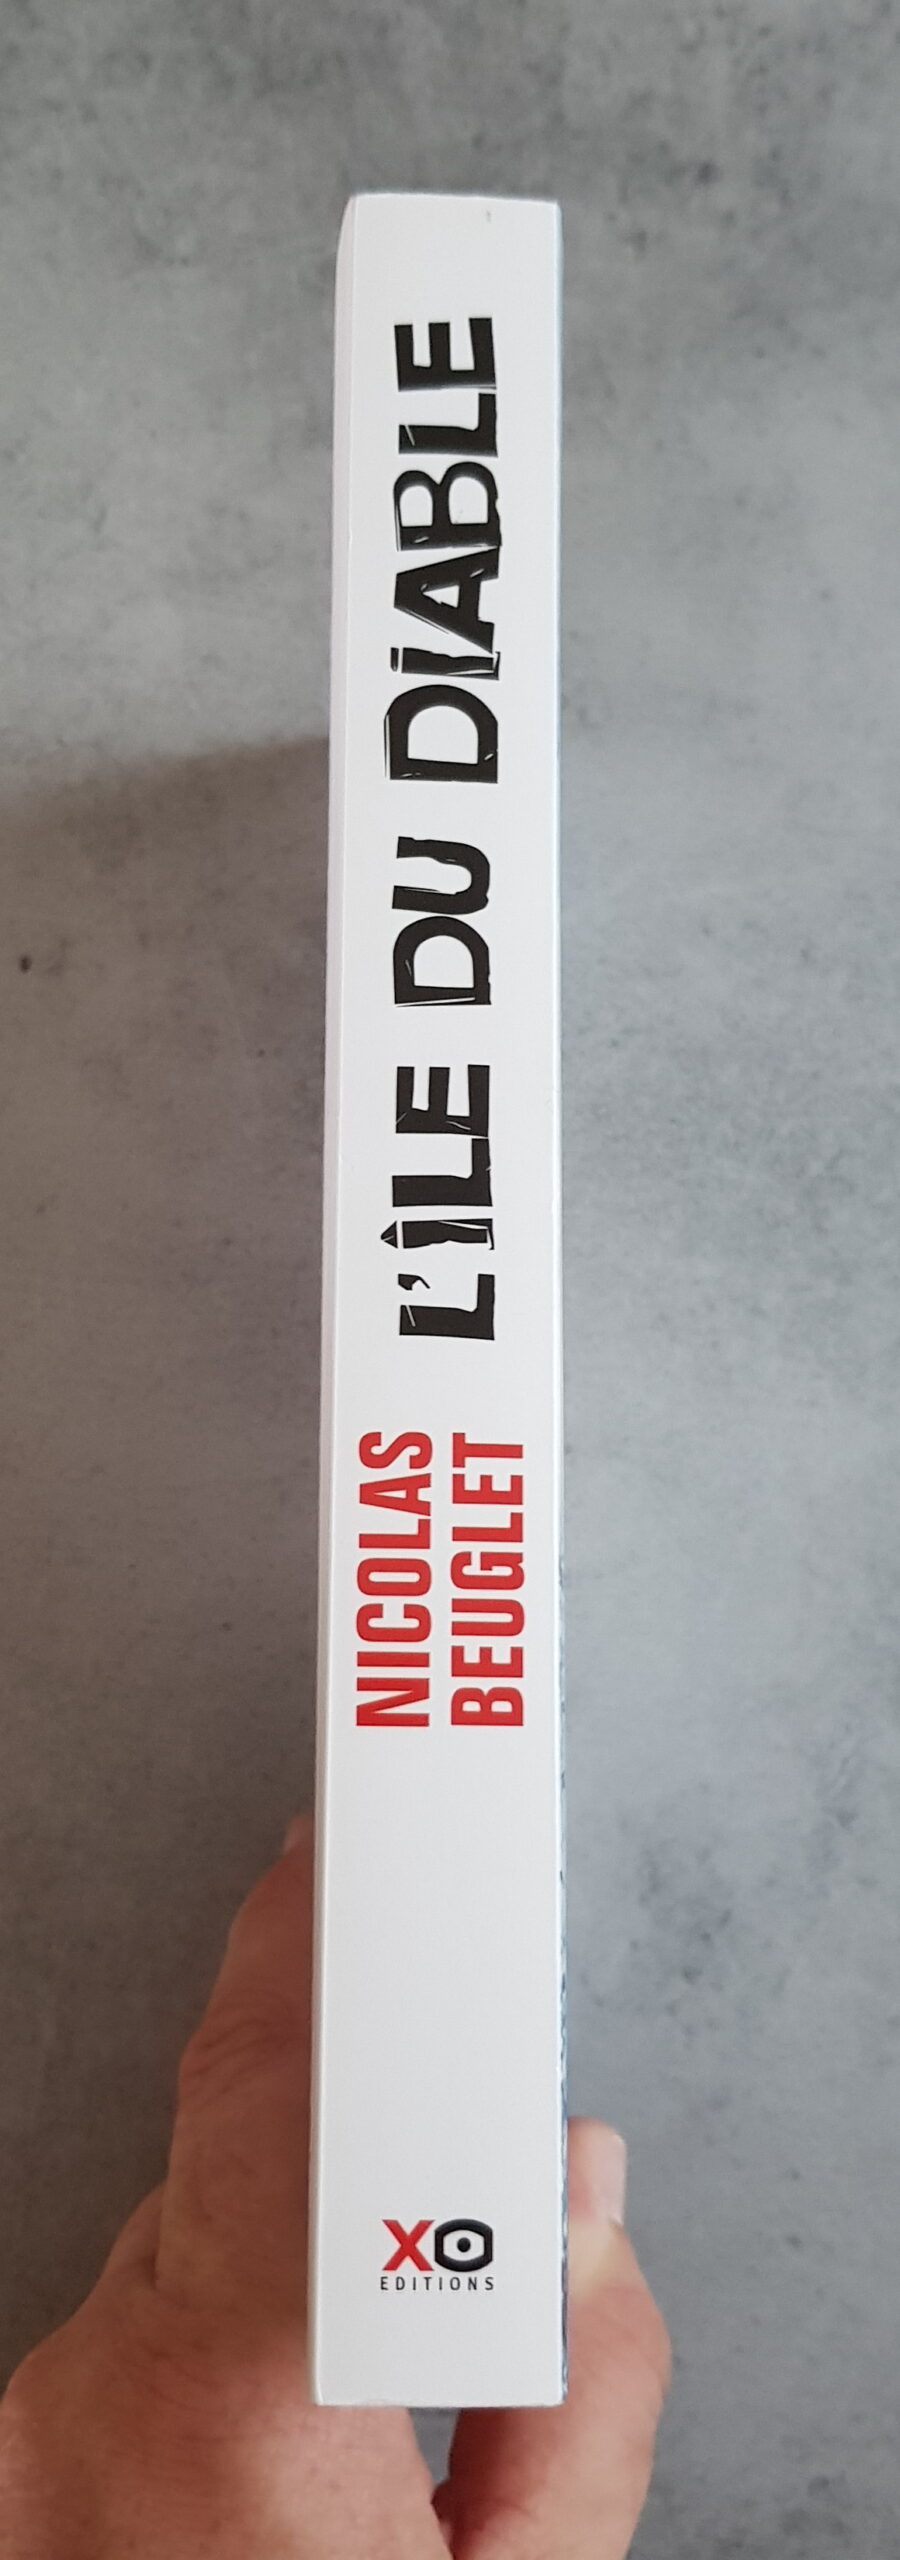 L'ÎLE DU DIABLE
NICOLAS
BEUGLET
XO
EDITIONS